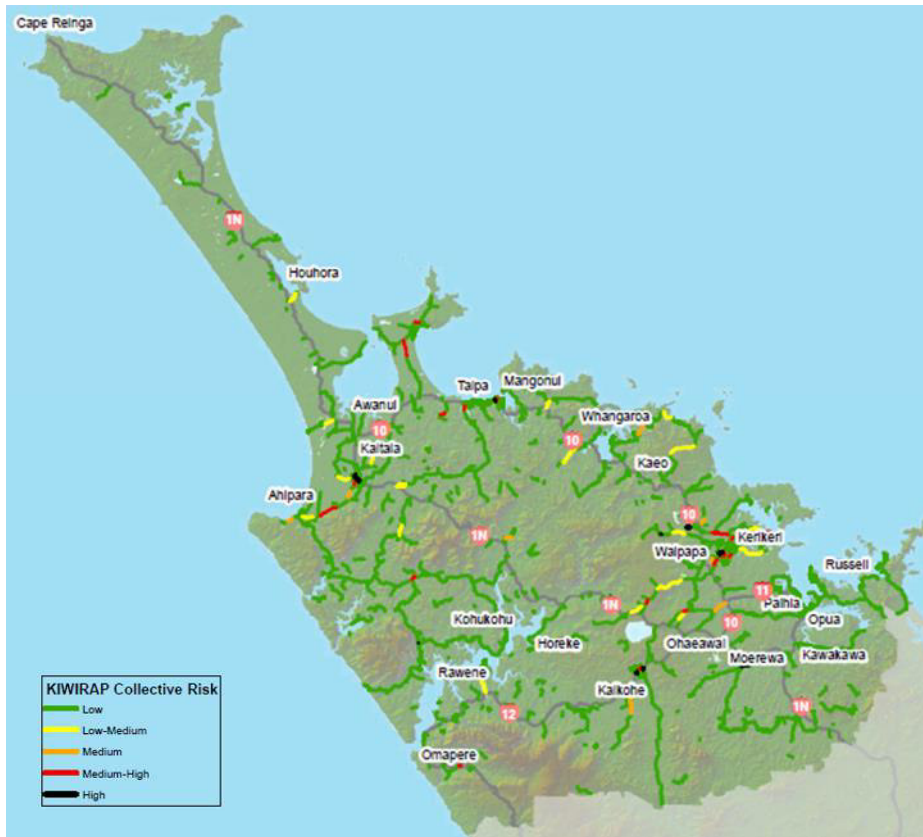 Cape Reinga
1N
Houhora
Taipa
Mangonui
Awanui
Whangaroa
10
10
Kaitaia
Kaeo
Ahipara
10
1N
Kerikeri
Waipapa
Russell
11
1N
Paihia
Kohukohu
10
Opua
Horeke
Ohaeawai
Moerewa
Kawakawa
Rawene
Kaikohe
1N
12
Omapere
KIWIRAP Collective Risk
Low
Low-Medium
Medium
Medium-High
High